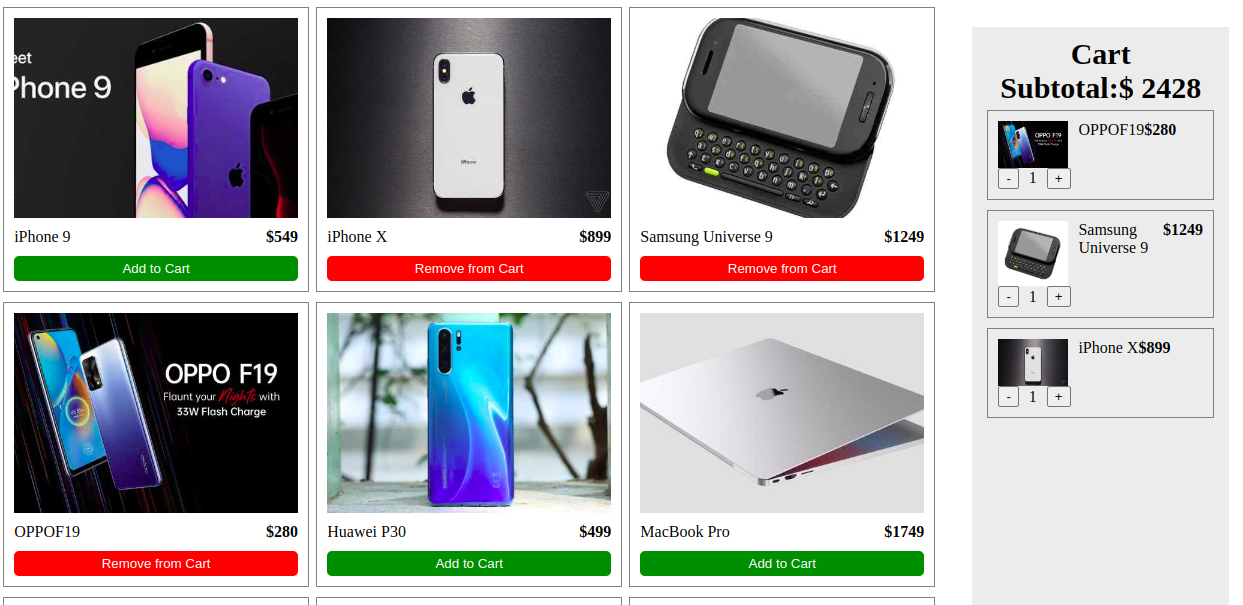 eet
Phone 9
iPhone
iPhone 9 $549
Add to Cart
iPhone X $899
Remove from Cart
Samsung Universe 9 $1249
Remove from Cart
OPPO F19
Flaunt your Nights with
33W Flash Charge
OPPOF19 $280
Remove from Cart
Huawei P30 $499
Add to Cart
MacBook Pro $1749
Add to Cart
Cart
Subtotal:$ 2428
OPPO F19
OPPOF19$280
- 1 +
Samsung $1249
Universe 9
- 1 +
iPhone X$899
- 1 +